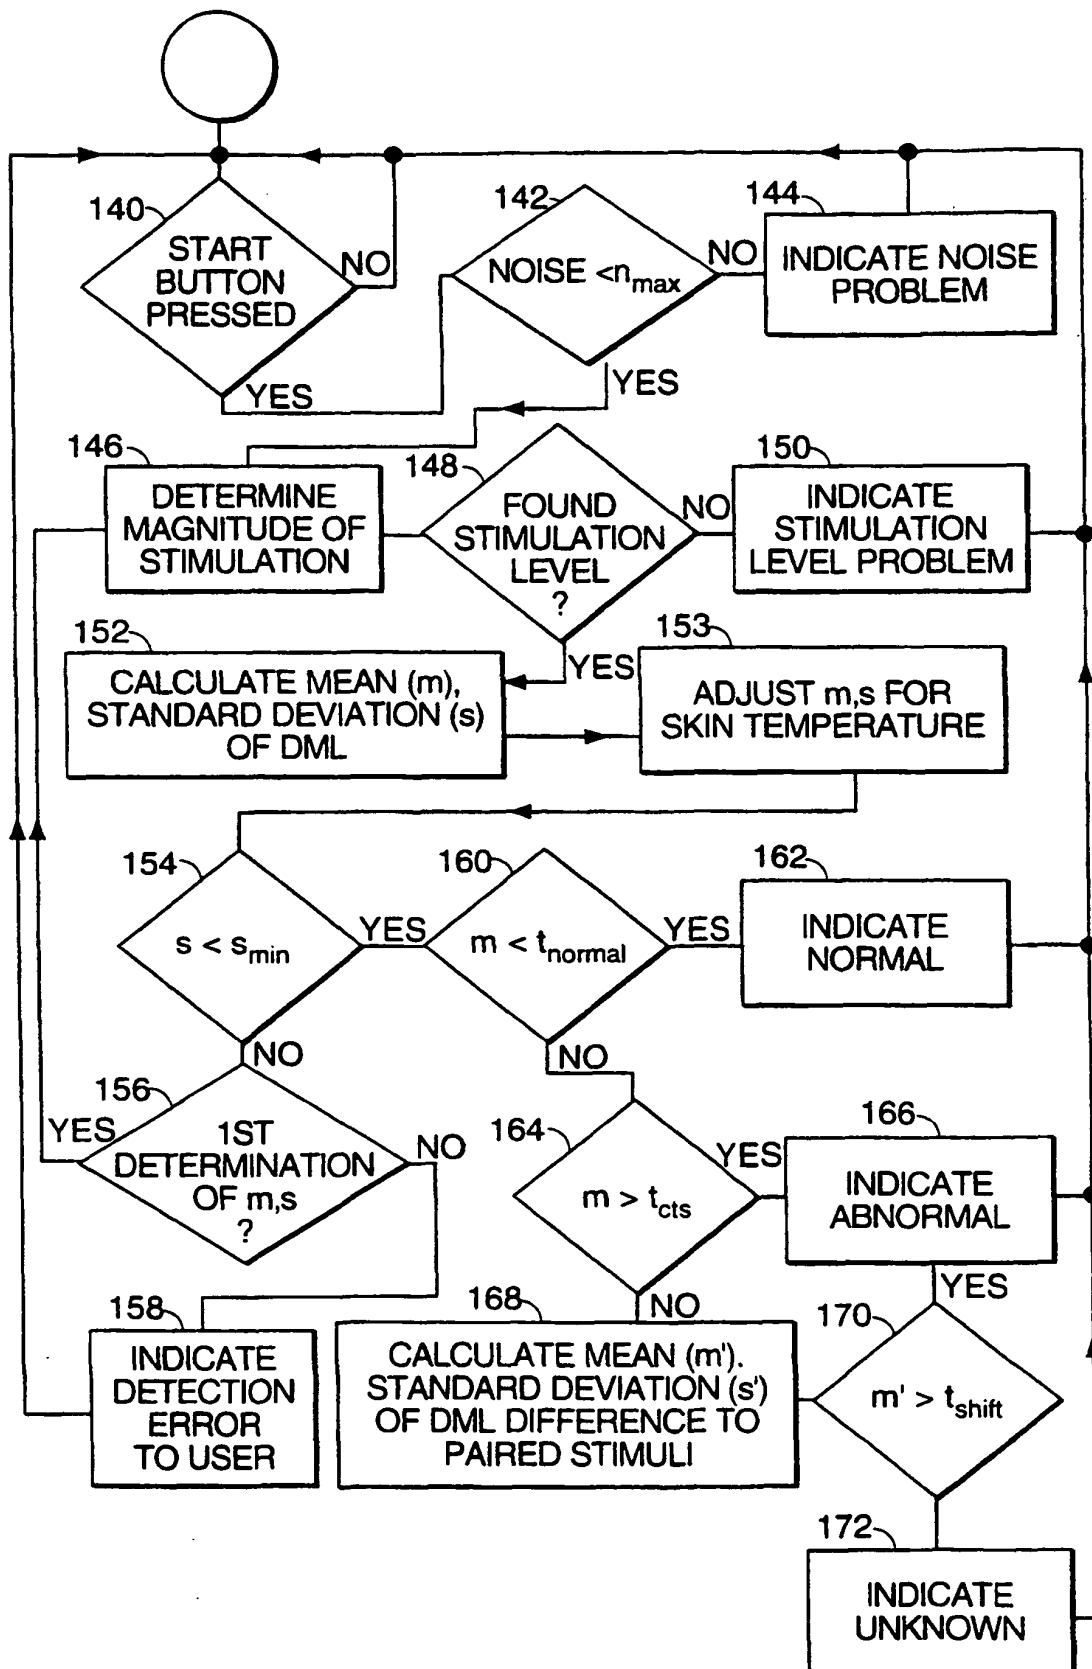 140
START
BUTTON
PRESSED
NO
YES
142
NOISE <n_max
NO
YES
144
INDICATE NOISE
PROBLEM
146
DETERMINE
MAGNITUDE OF
STIMULATION
148
FOUND
STIMULATION
LEVEL
?
NO
YES
150
INDICATE
STIMULATION
LEVEL PROBLEM
152
CALCULATE MEAN (m),
STANDARD DEVIATION (s)
OF DML
153
ADJUST m,s FOR
SKIN TEMPERATURE
154
s < s_min
YES
NO
160
m < t_normal
YES
NO
162
INDICATE
NORMAL
156
1ST
DETERMINATION
OF m,s
?
YES
NO
164
m > t_cts
YES
NO
166
INDICATE
ABNORMAL
158
INDICATE
DETECTION
ERROR
TO USER
168
CALCULATE MEAN (m').
STANDARD DEVIATION (s')
OF DML DIFFERENCE TO
PAIRED STIMULI
170
m' > t_shift
YES
172
INDICATE
UNKNOWN